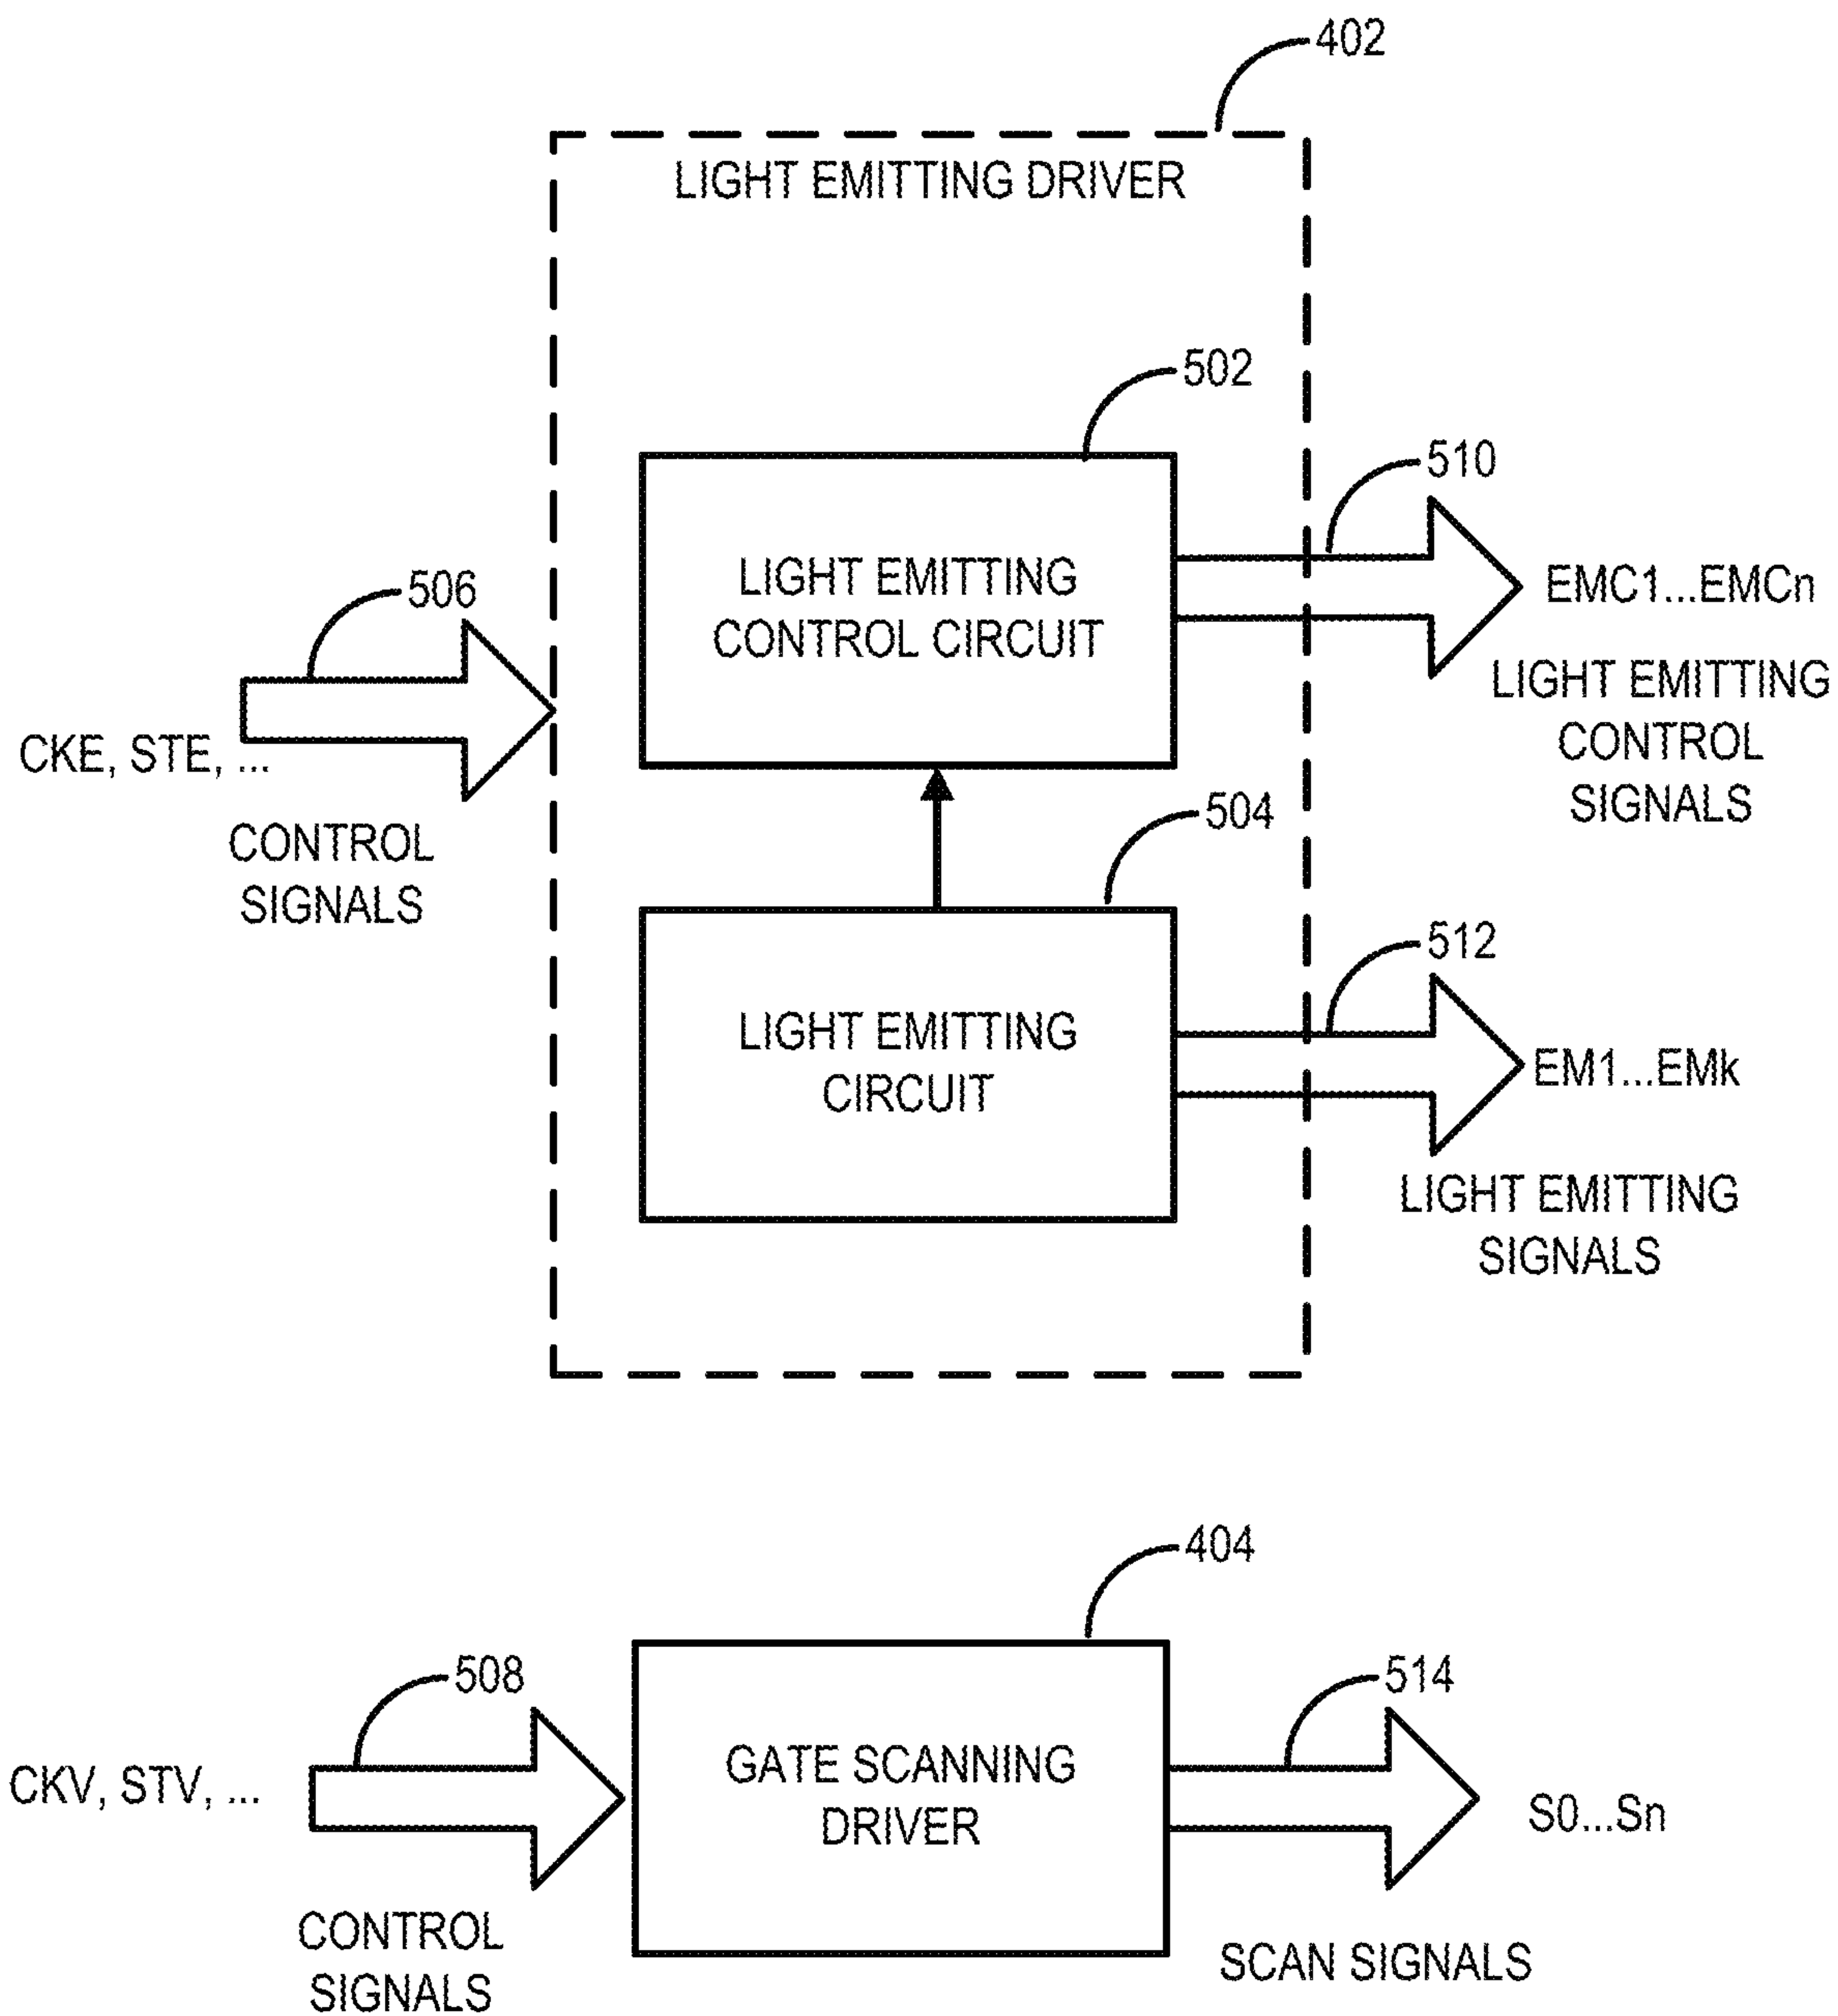 402
LIGHT EMITTING DRIVER
502
510
LIGHT EMITTING
CONTROL CIRCUIT
EMC1...EMCn
LIGHT EMITTING
CONTROL
SIGNALS
506
CKE, STE, ...
CONTROL
SIGNALS
504
512
LIGHT EMITTING
CIRCUIT
EM1...EMk
LIGHT EMITTING
SIGNALS
404
508
514
CKV, STV, ...
GATE SCANNING
DRIVER
S0...Sn
CONTROL
SIGNALS
SCAN SIGNALS